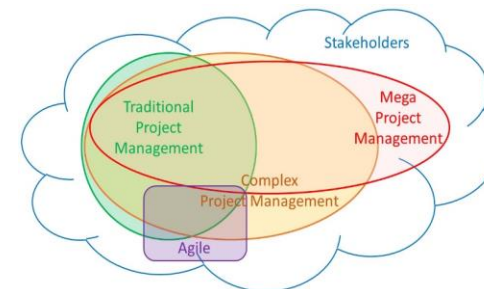 Stakeholders
Traditional
Project
Management
Mega
Project
Management
Complex
Project Management
Agile